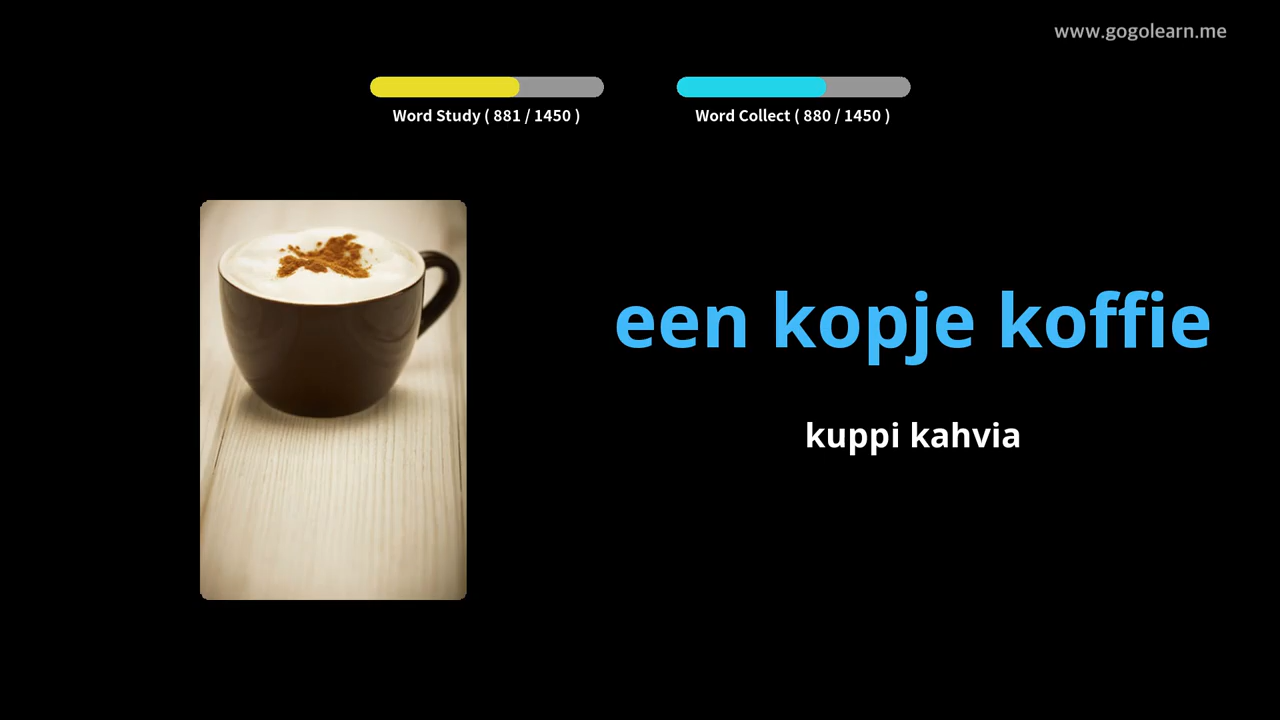 www.gogolearn.me
Word Study ( 881 / 1450 )
Word Collect ( 880 / 1450 )
een kopje koffie
kuppi kahvia